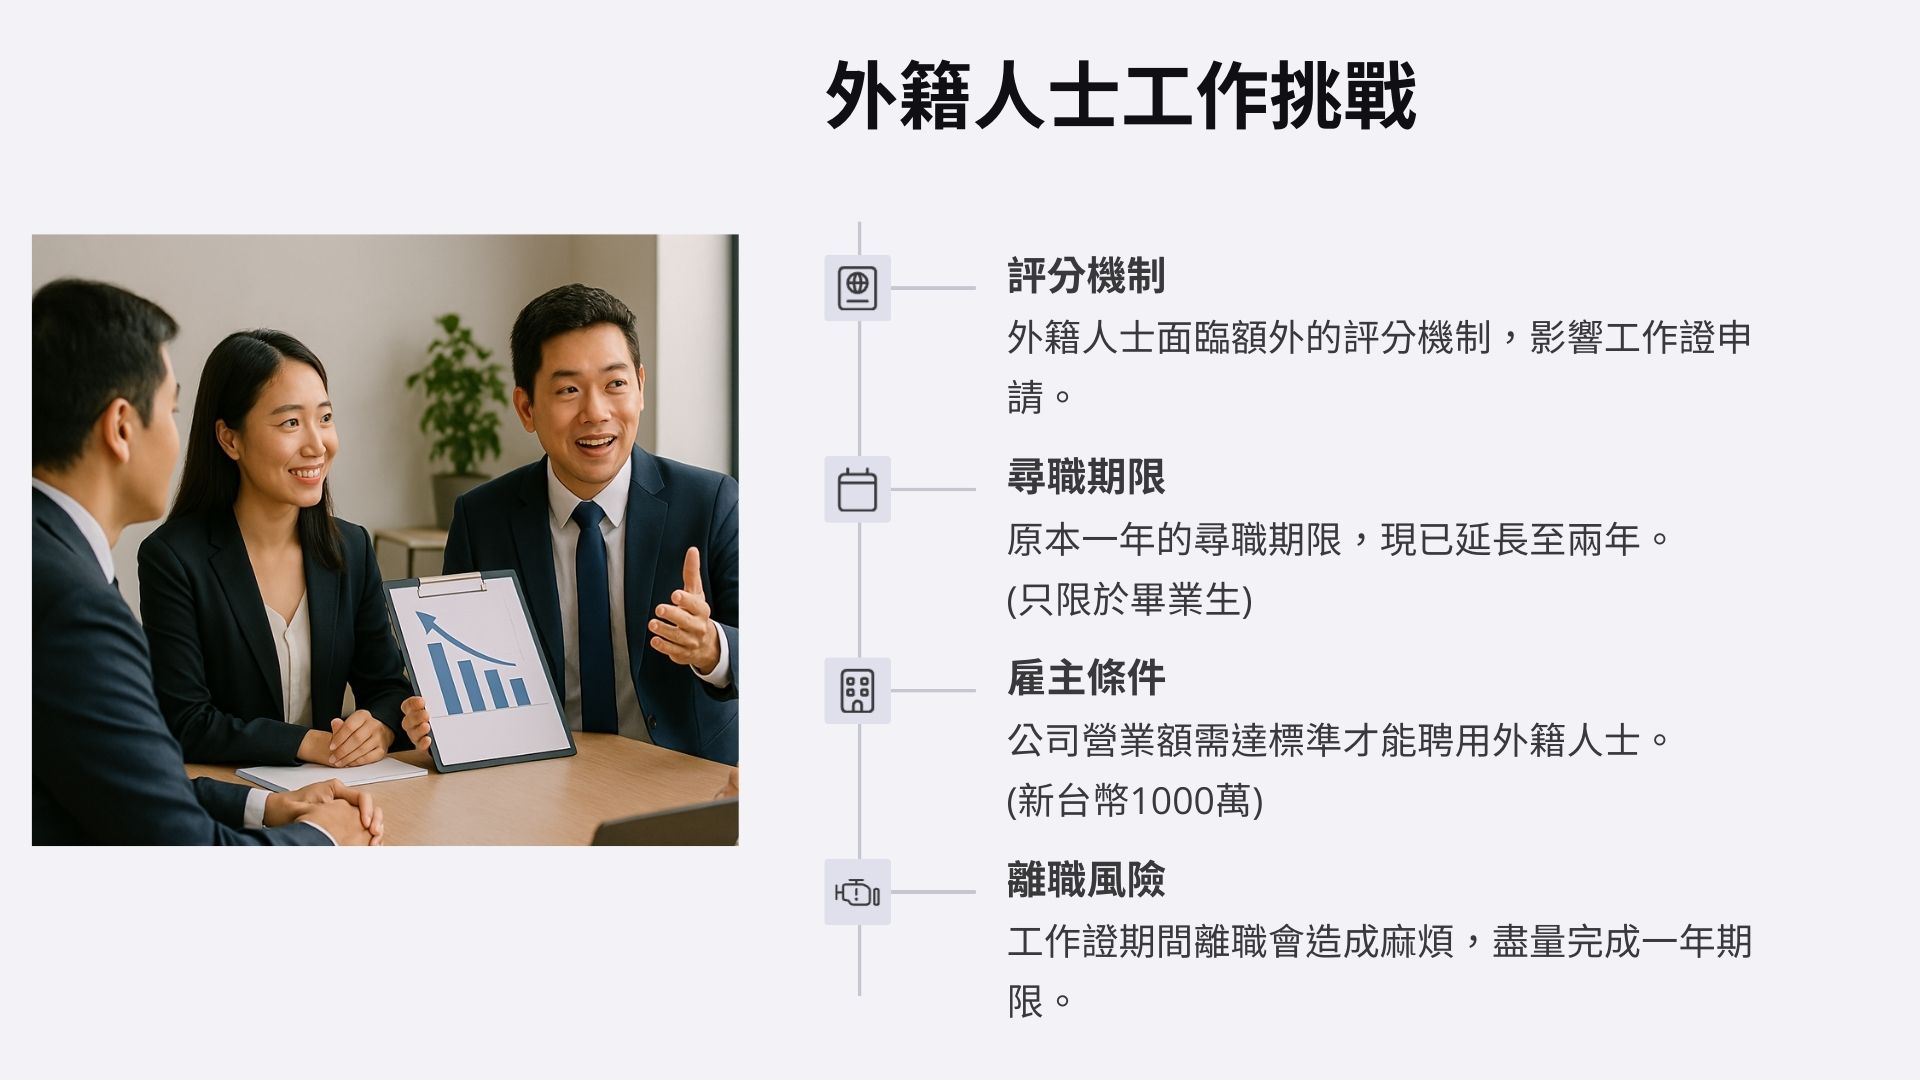 外籍人士工作挑戰
評分機制
外籍人士面臨額外的評分機制，影響工作證申
請。
尋職期限
原本一年的尋職期限，現已延長至兩年。
(只限於畢業生)
雇主條件
公司營業額需達標準才能聘用外籍人士。
(新台幣1000萬)
離職風險
工作證期間離職會造成麻煩，盡量完成一年期
限。